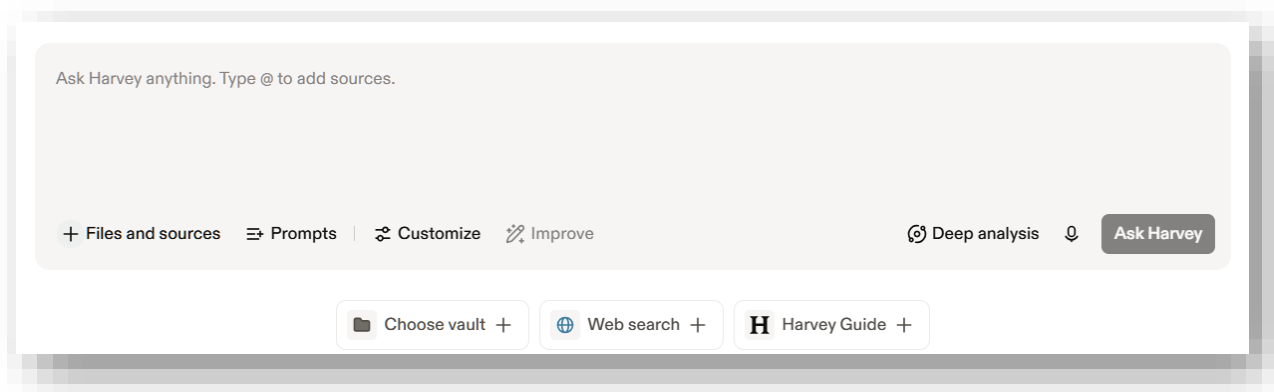 Ask Harvey anything. Type @ to add sources.
Files and sources Prompts Customize Improve Deep analysis Ask Harvey
Choose vault Web search H Harvey Guide